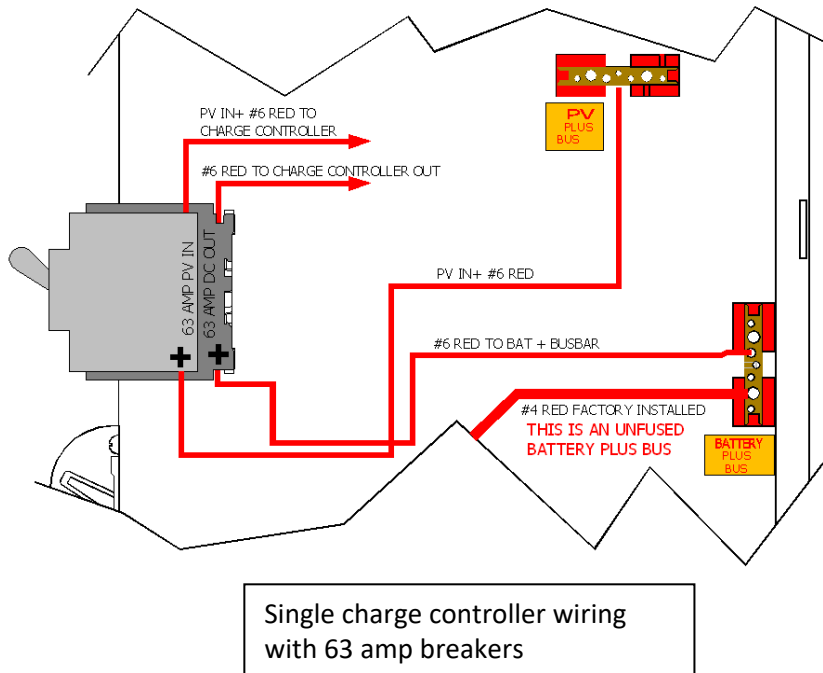 PV IN+ #6 RED TO
CHARGE CONTROLLER
#6 RED TO CHARGE CONTROLLER OUT
PV
PLUS
BUS
63 AMP PV IN
+
63 AMP DC OUT
+
PV IN+ #6 RED
#6 RED TO BAT + BUSBAR
#4 RED FACTORY INSTALLED
THIS IS AN UNFUSED
BATTERY PLUS BUS
BATTERY
PLUS
BUS
Single charge controller wiring
with 63 amp breakers